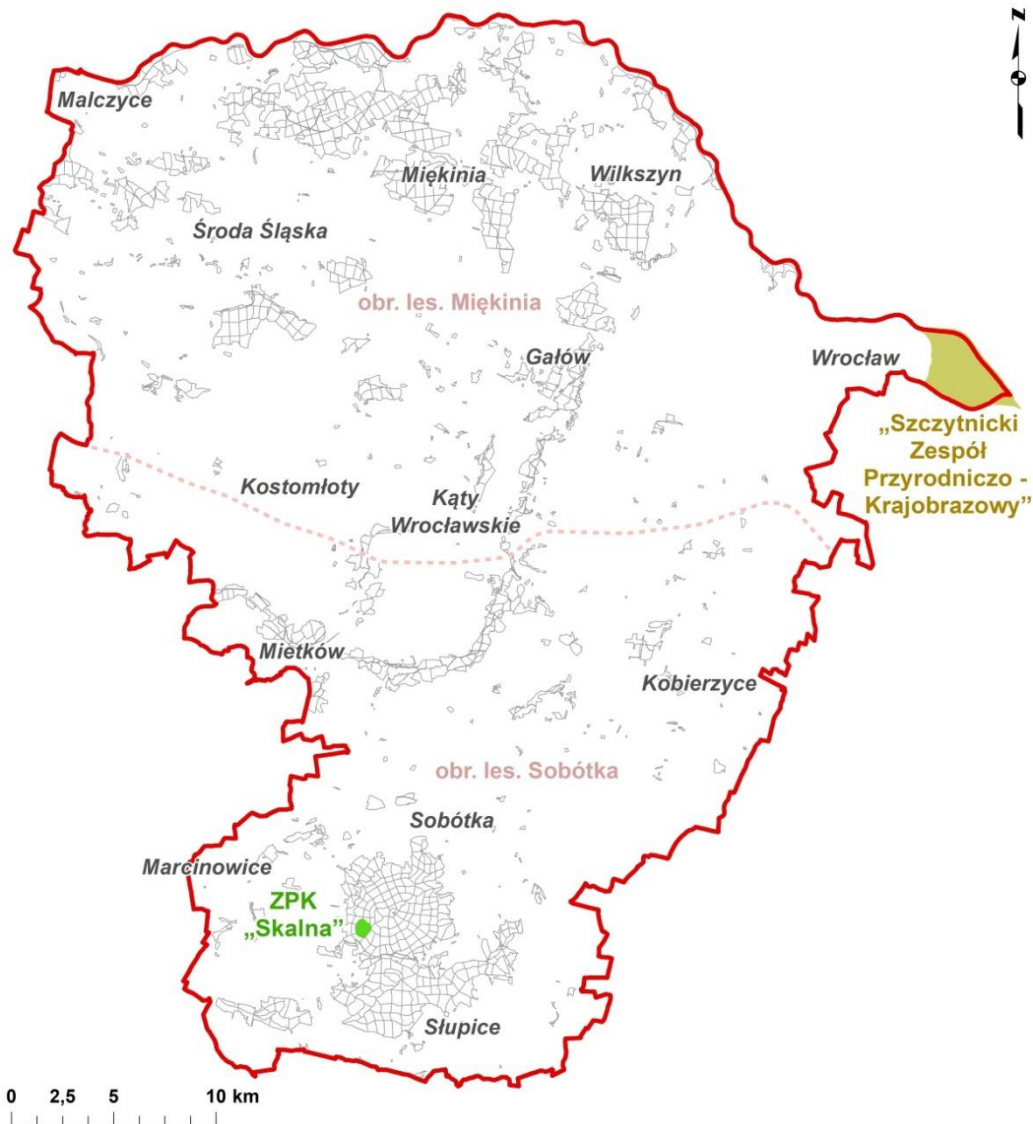 N
Malczyce
Miękinia
Wilkszyn
Środa Śląska
obr. les. Miękinia
Gałów
Wrocław
„Szczytnicki
Zespół
Przyrodniczo -
Krajobrazowy”
Kostomłoty
Kąty
Wrocławskie
Mietków
Kobierzyce
obr. les. Sobótka
Sobótka
Marcinowice
ZPK
„Skalna”
Słupice
0 2,5 5 10 km